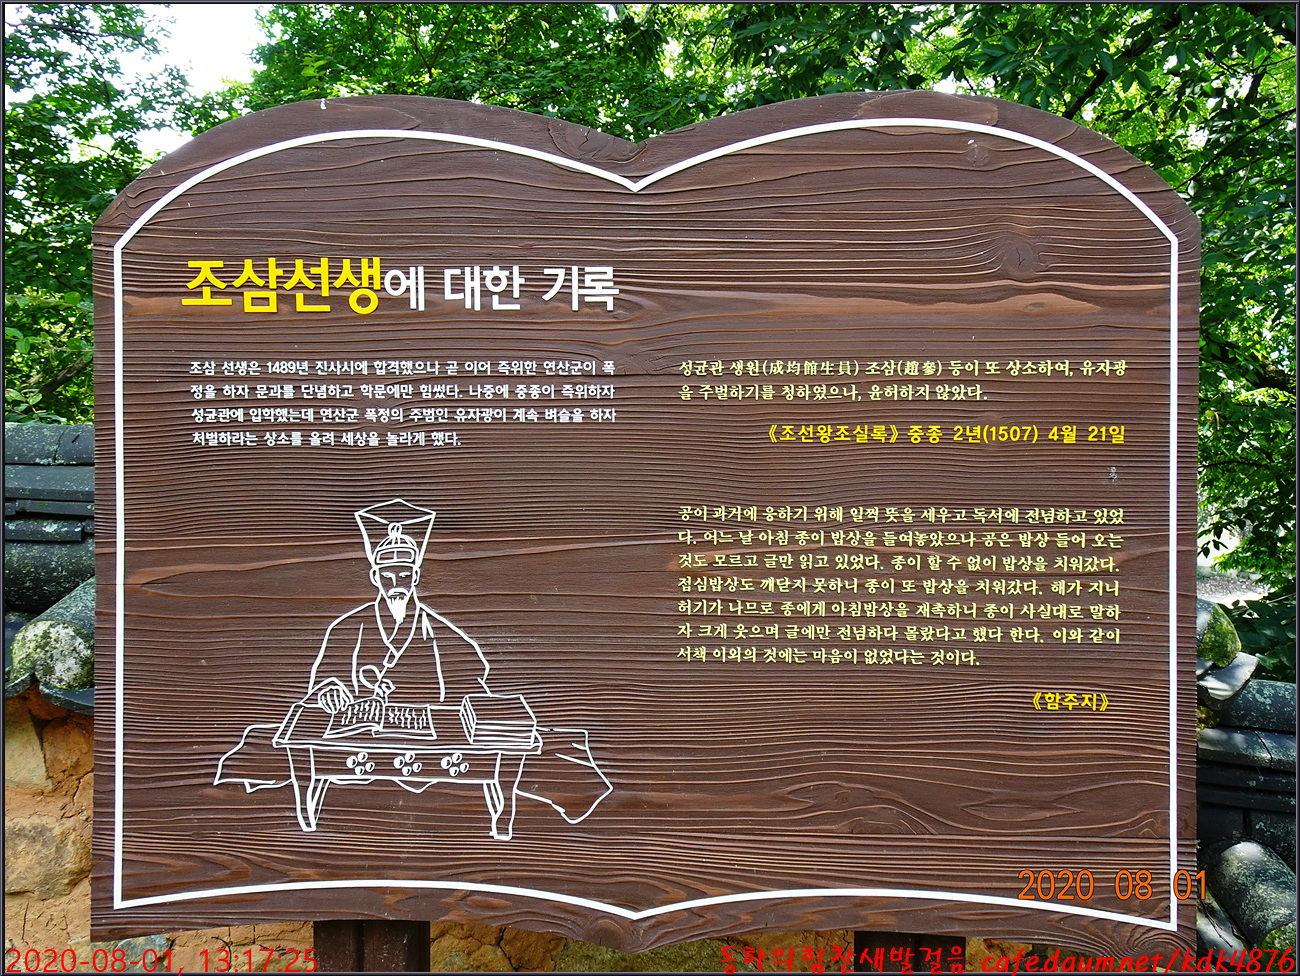 조삼선생에 대한 기록
조삼 선생은 1489년 진사시에 합격했으나 곧 이어 즉위한 연산군이 폭
정을 하자 문과를 단념하고 학문에만 힘썼다. 나중에 중종이 즉위하자
성균관에 입학했는데 연산군 폭정의 주범인 유자광이 계속 벼슬을 하자
처벌하라는 상소를 올려 세상을 놀라게 했다.
성균관 생원(成均館生員) 조삼(趙參) 등이 또 상소하여, 유자광
을 주벌하기를 청하였으나, 윤허하지 않았다.
《조선왕조실록》 중종 2년(1507) 4월 21일
공이 과거에 응하기 위해 일찍 뜻을 세우고 독서에 전념하고 있었
다. 어느 날 아침 종이 밥상을 들여놓았으나 공은 밥상 들어 오는
것도 모르고 글만 읽고 있었다. 종이 할 수 없이 밥상을 치워갔다.
점심밥상도 깨닫지 못하니 종이 또 밥상을 치워갔다. 해가 지니
허기가 나므로 종에게 아침밥상을 재촉하니 종이 사실대로 말하
자 크게 웃으며 글에만 전념하다 몰랐다고 했다 한다. 이와 같이
서책 이외의 것에는 마음이 없었다는 것이다.
《함주지》
2020 08 01
2020-08-01, 13:17:25
동하의힘찬새발걸음 cafe.daum.net/kdk4876